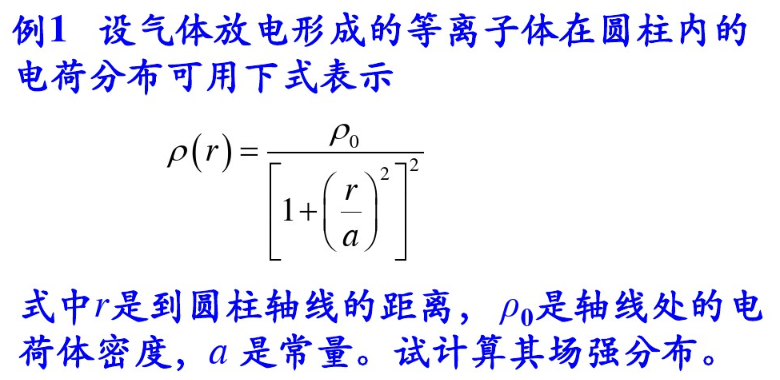 例1 设气体放电形成的等离子体在圆柱内的
电荷分布可用下式表示
ρ(r)=ρ₀/[1+(r/a)²]²
式中r是到圆柱轴线的距离，ρ₀是轴线处的电
荷体密度，a 是常量。试计算其场强分布。